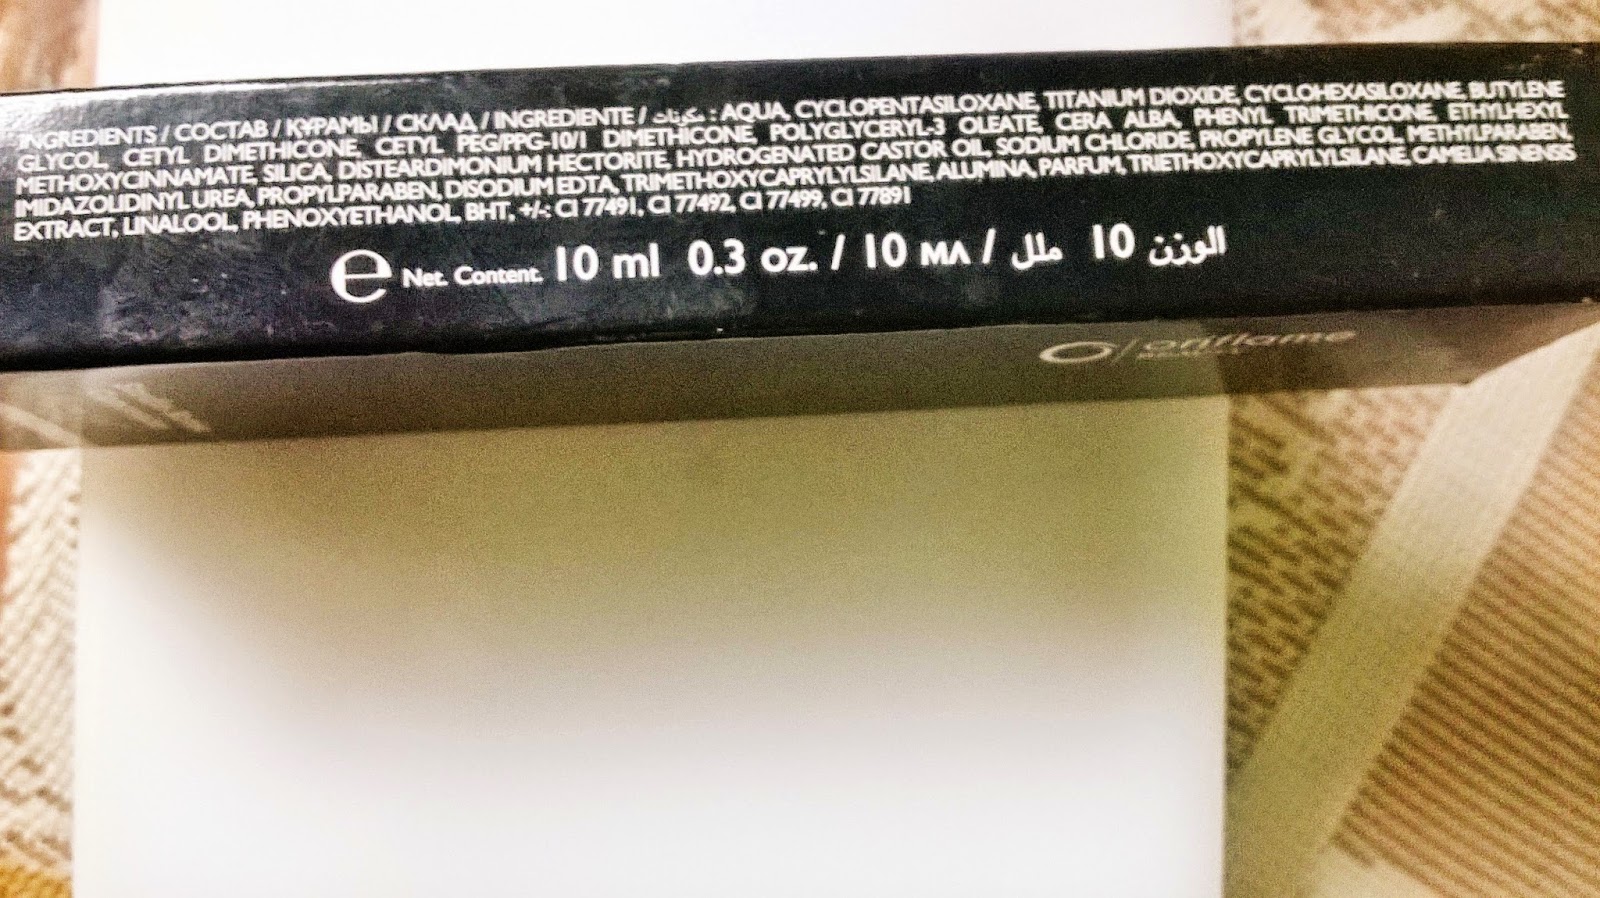 INGREDIENTS / СОСТАВ / ҚҰРАМЫ / СКЛАД / INGREDIENTE / مكونات : AQUA, CYCLOPENTASILOXANE, TITANIUM DIOXIDE, CYCLOHEXASILOXANE, BUTYLENE
GLYCOL, CETYL DIMETHICONE, CETYL PEG/PPG-10/1 DIMETHICONE, POLYGLYCERYL-3 OLEATE, CERA ALBA, PHENYL TRIMETHICONE, ETHYLHEXYL
METHOXYCINNAMATE, SILICA, DISTEARDIMONIUM HECTORITE, HYDROGENATED CASTOR OIL, SODIUM CHLORIDE, PROPYLENE GLYCOL, METHYLPARABEN,
IMIDAZOLIDINYL UREA, PROPYLPARABEN, DISODIUM EDTA, TRIMETHOXYCAPRYLYLSILANE, ALUMINA, PARFUM, TRIETHOXYCAPRYLYLSILANE, CAMELIA SINENSIS
EXTRACT, LINALOOL, PHENOXYETHANOL, BHT, +/-: CI 77491, CI 77492, CI 77499, CI 77891
e Net. Content. 10 ml 0.3 oz. / 10 мл / الوزن 10 ملل
oriflame